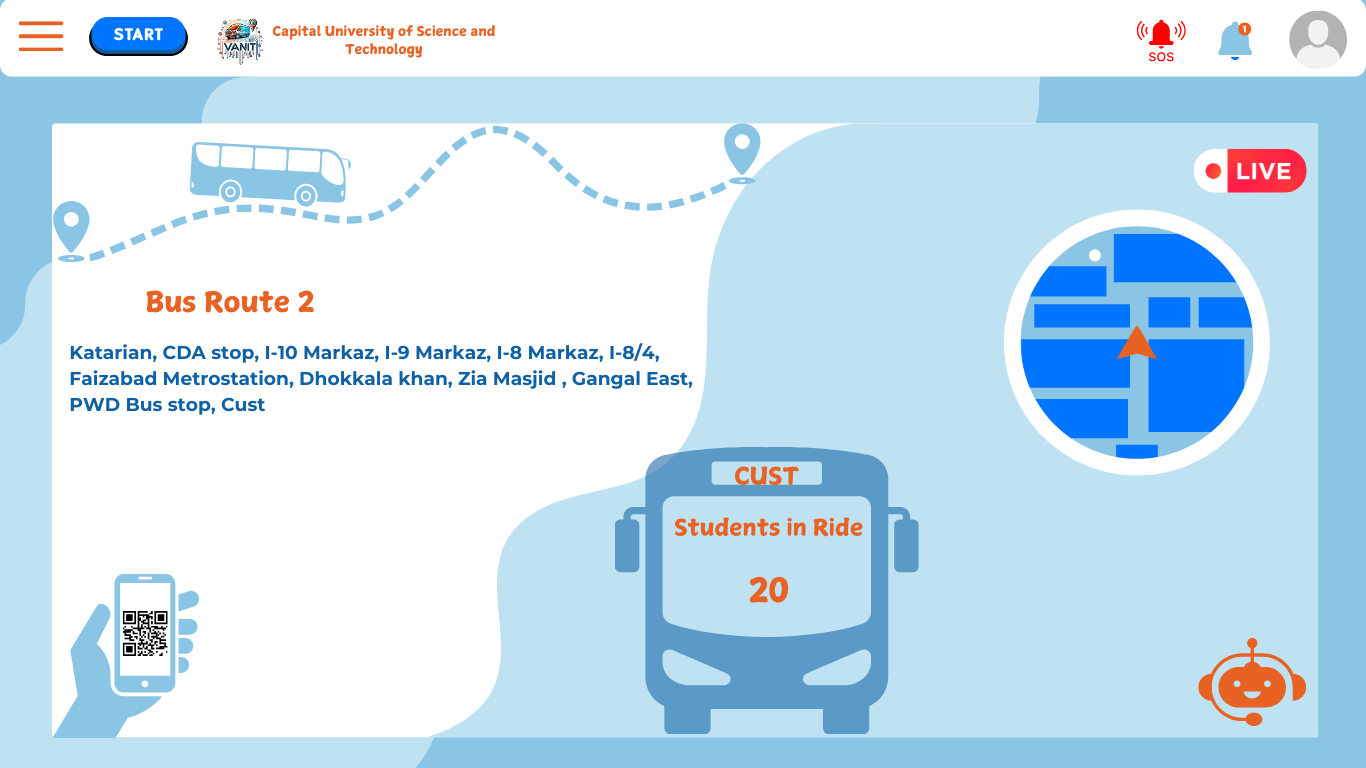 START
VANIT
Capital University of Science and
Technology
SOS
1
LIVE
Bus Route 2
Katarian, CDA stop, I-10 Markaz, I-9 Markaz, I-8 Markaz, I-8/4,
Faizabad Metrostation, Dhokkala khan, Zia Masjid , Gangal East,
PWD Bus stop, Cust
CUST
Students in Ride
20